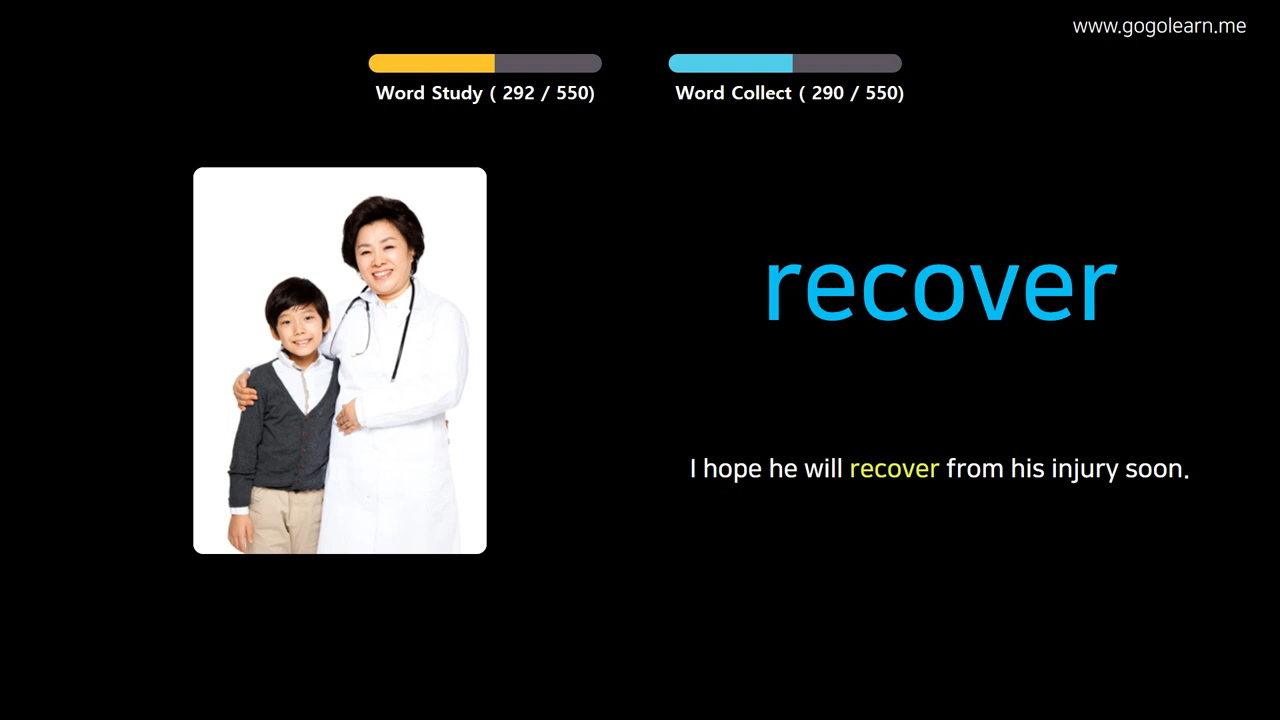 www.gogolearn.me
Word Study ( 292 / 550)
Word Collect ( 290 / 550)
recover
I hope he will recover from his injury soon.